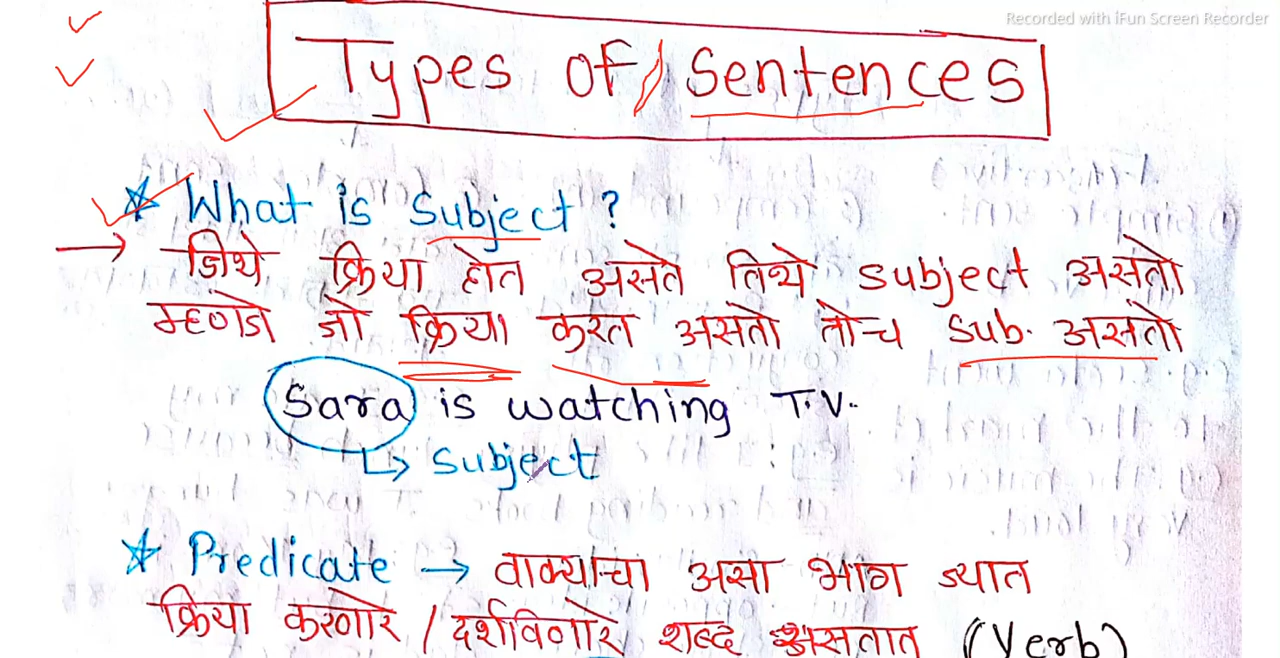 Recorded with iFun Screen Recorder
Types of Sentences
What is Subject ?
जिथे क्रिया होत असते तिथे subject असतो
म्हणजे जो क्रिया करत असतो तोच sub. असतो
Sara is watching T.V.
Subject
Predicate → वाक्याचा असा भाग ज्यात
क्रिया करणारे / दर्शविणारे शब्द असतात (Verb)